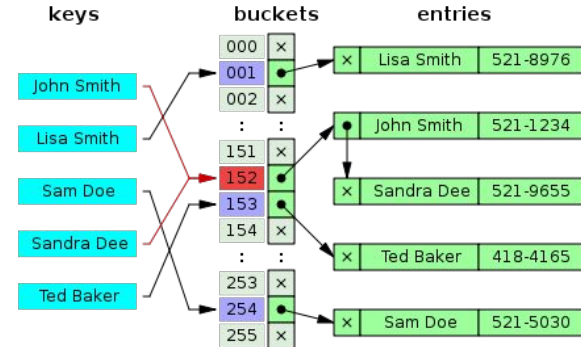 keys
buckets
entries
John Smith
Lisa Smith
Sam Doe
Sandra Dee
Ted Baker
000 ×
001
002 ×
: :
151 ×
152
153
154 ×
: :
253 ×
254
255 ×
× Lisa Smith 521-8976
John Smith 521-1234
× Sandra Dee 521-9655
× Ted Baker 418-4165
× Sam Doe 521-5030